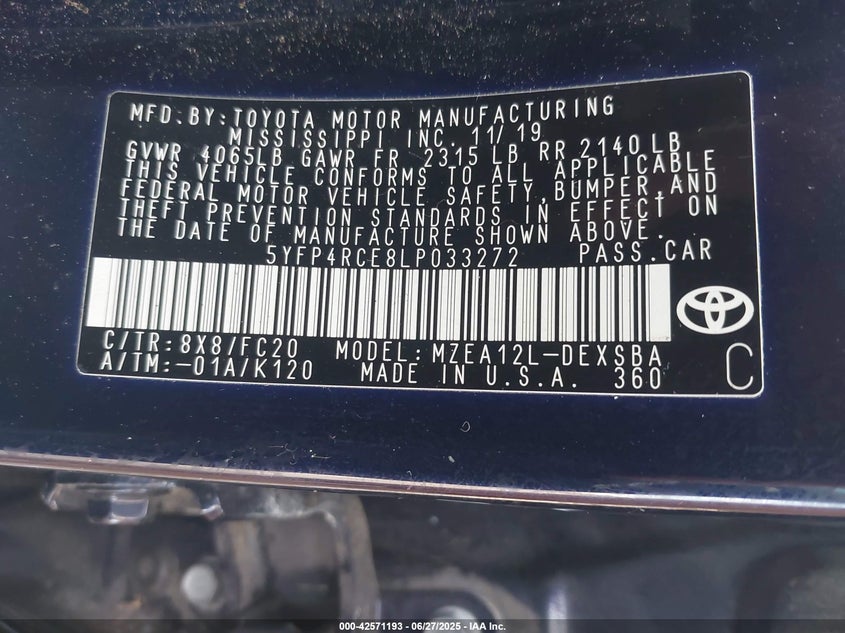 MFD.BY:TOYOTA MOTOR MANUFACTURING
MISSISSIPPI INC. 11/19
GVWR 4065LB GAWR FR 2315 LB RR 2140 LB
THIS VEHICLE CONFORMS TO ALL APPLICABLE
FEDERAL MOTOR VEHICLE SAFETY,BUMPER,AND
THEFT PREVENTION STANDARDS IN EFFECT ON
THE DATE OF MANUFACTURE SHOWN ABOVE.
5YFP4RCE8LP033272 PASS.CAR
C/TR:8X8/FC20 MODEL:MZEA12L-DEXSBA
A/TM:-01A/K120 MADE IN U.S.A. 360 C
000-42571193 - 06/27/2025 - IAA Inc.